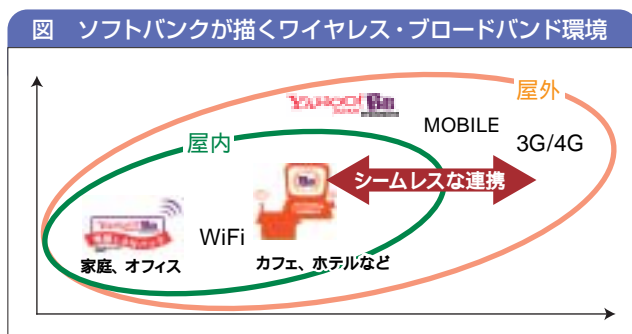 図 ソフトバンクが描くワイヤレス・ブロードバンド環境
屋外
YAHOO! BB
MOBILE
3G/4G
屋内
シームレスな連携
WiFi
家庭、オフィス
カフェ、ホテルなど